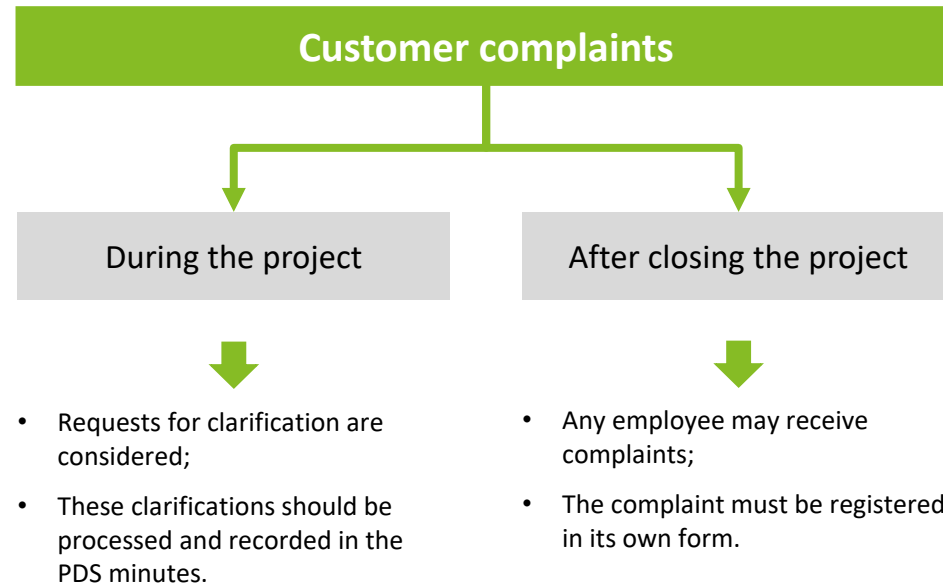 Customer complaints
During the project
After closing the project
• Requests for clarification are
considered;
• These clarifications should be
processed and recorded in the
PDS minutes.
• Any employee may receive
complaints;
• The complaint must be registered
in its own form.